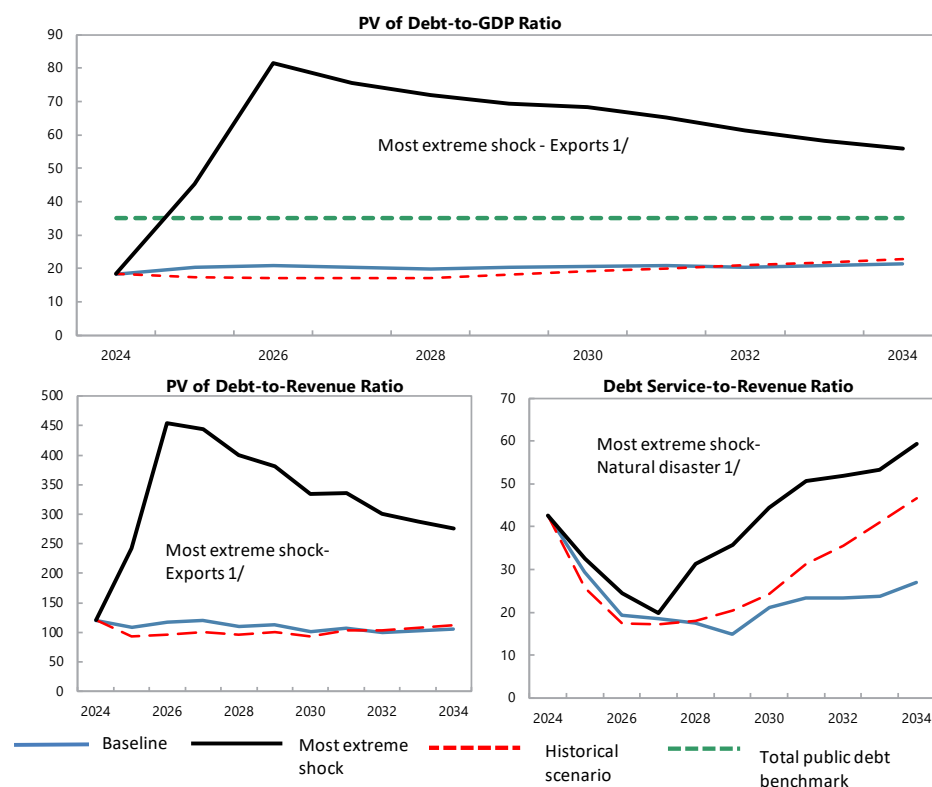 PV of Debt-to-GDP Ratio
90
80
70
60
50
40
30
20
10
0
Most extreme shock - Exports 1/
2024 2026 2028 2030 2032 2034
PV of Debt-to-Revenue Ratio
500
450
400
350
300
250
200
150
100
50
0
Most extreme shock-
Exports 1/
2024 2026 2028 2030 2032 2034
Debt Service-to-Revenue Ratio
70
60
50
40
30
20
10
0
Most extreme shock-
Natural disaster 1/
2024 2026 2028 2030 2032 2034
Baseline
Most extreme
shock
Historical
scenario
Total public debt
benchmark